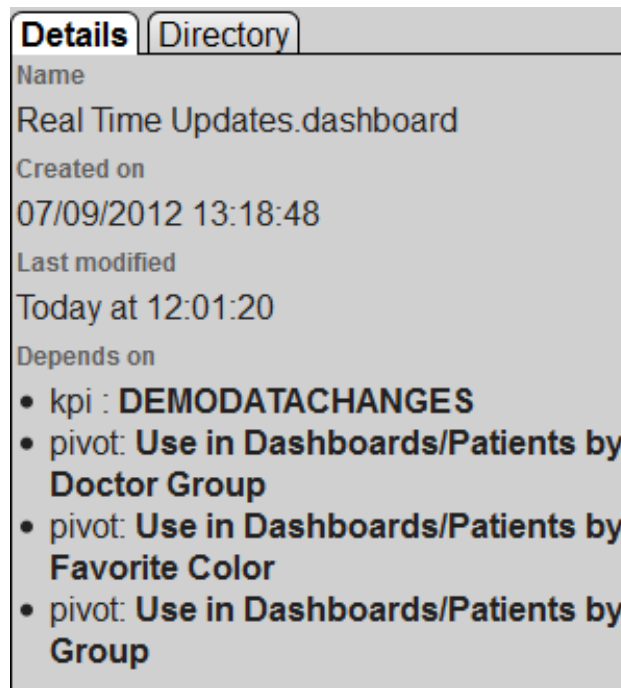 Details Directory
Name
Real Time Updates.dashboard
Created on
07/09/2012 13:18:48
Last modified
Today at 12:01:20
Depends on
• kpi : DEMODATACHANGES
• pivot: Use in Dashboards/Patients by
Doctor Group
• pivot: Use in Dashboards/Patients by
Favorite Color
• pivot: Use in Dashboards/Patients by
Group